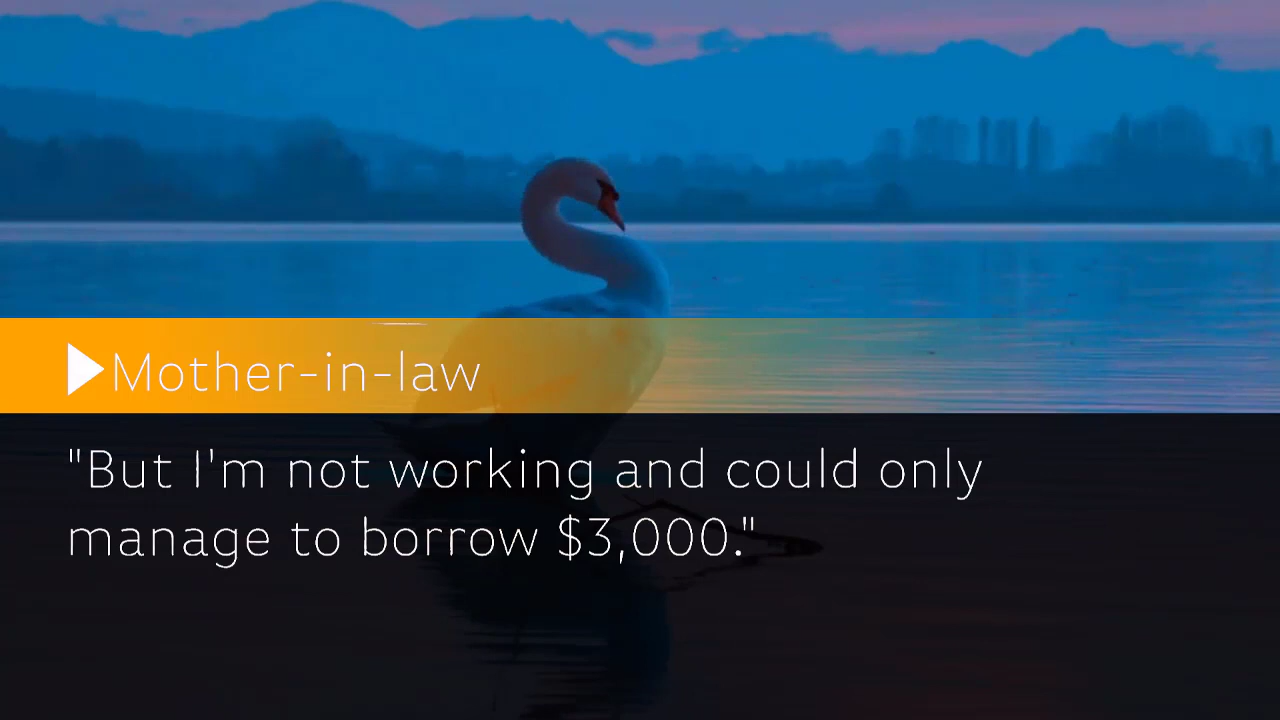 Mother-in-law
"But I'm not working and could only
manage to borrow $3,000."